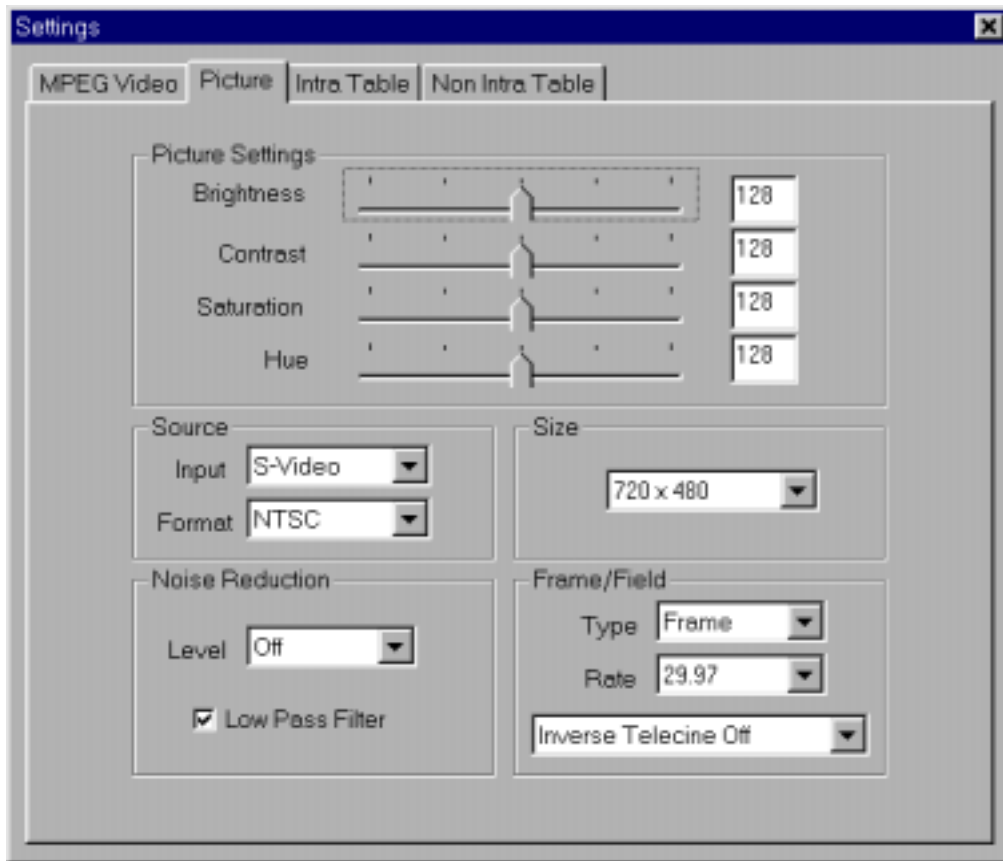 Settings
MPEG Video Picture Intra Table Non Intra Table
Picture Settings
Brightness 128
Contrast 128
Saturation 128
Hue 128
Source
Input S-Video
Format NTSC
Size
720 x 480
Noise Reduction
Level Off
Low Pass Filter
Frame/Field
Type Frame
Rate 29.97
Inverse Telecine Off